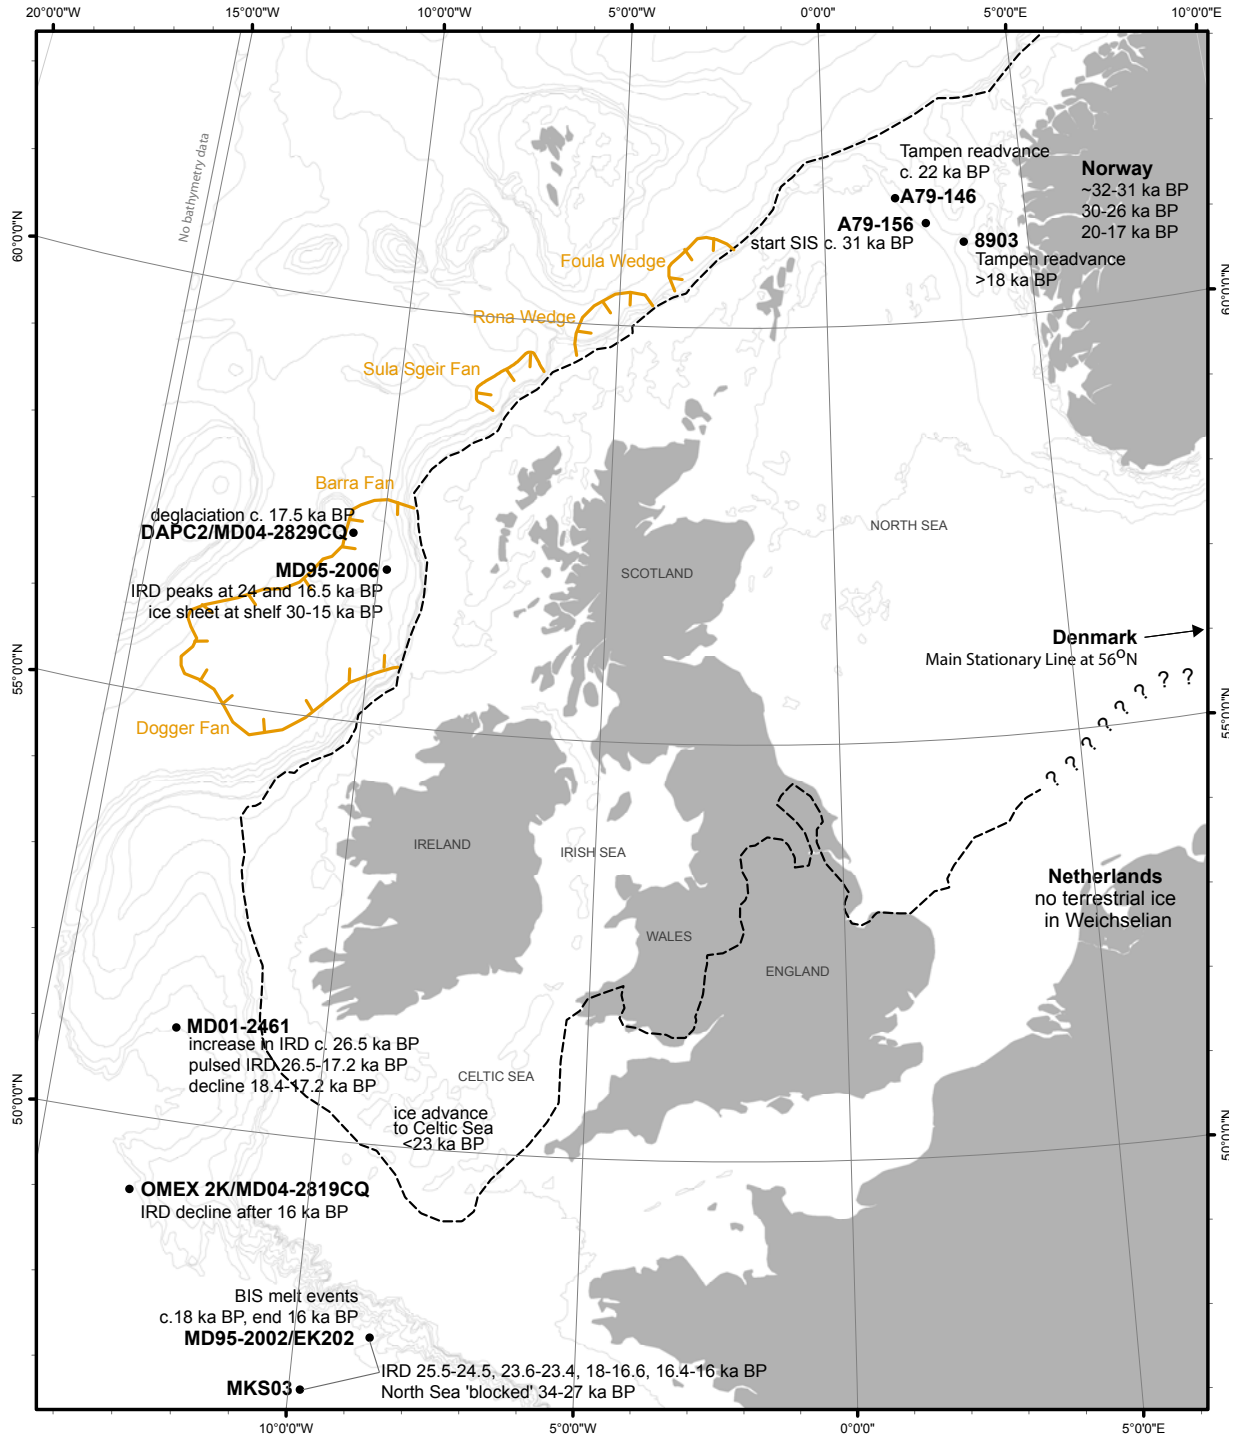 20°0'0"W 15°0'0"W 10°0'0"W 5°0'0"W 0°0'0" 5°0'0"E 10°0'0"E
No bathymetry data
60°0'0"N
55°0'0"N
50°0'0"N
Tampen readvance
c. 22 ka BP
A79-146
A79-156
start SIS c. 31 ka BP
8903
Tampen readvance
>18 ka BP
Norway
~32-31 ka BP
30-26 ka BP
20-17 ka BP
60°0'0"N
Foula Wedge
Rona Wedge
Sula Sgeir Fan
Barra Fan
deglaciation c. 17.5 ka BP
DAPC2/MD04-2829CQ
MD95-2006
IRD peaks at 24 and 16.5 ka BP
ice sheet at shelf 30-15 ka BP
Dogger Fan
NORTH SEA
SCOTLAND
Denmark
Main Stationary Line at 56°N
? ? ? ? ? ? ? ?
55°0'0"N
IRELAND
IRISH SEA
WALES
ENGLAND
Netherlands
no terrestrial ice
in Weichselian
MD01-2461
increase in IRD c. 26.5 ka BP
pulsed IRD 26.5-17.2 ka BP
decline 18.4-17.2 ka BP
CELTIC SEA
ice advance
to Celtic Sea
<23 ka BP
50°0'0"N
OMEX 2K/MD04-2819CQ
IRD decline after 16 ka BP
BIS melt events
c.18 ka BP, end 16 ka BP
MD95-2002/EK202
IRD 25.5-24.5, 23.6-23.4, 18-16.6, 16.4-16 ka BP
North Sea 'blocked' 34-27 ka BP
MKS03
10°0'0"W 5°0'0"W 0°0'0" 5°0'0"E